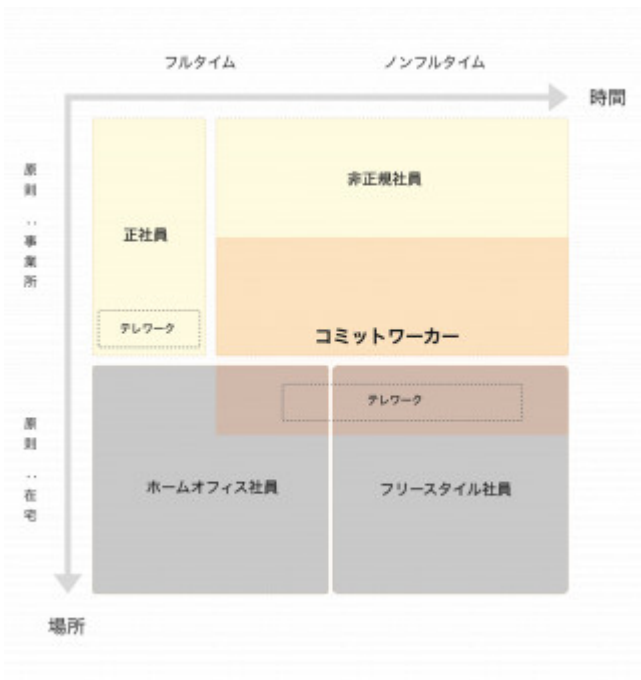 フルタイム
ノンフルタイム
時間
原則：事業所
正社員
非正規社員
テレワーク
コミットワーカー
テレワーク
原則：在宅
ホームオフィス社員
フリースタイル社員
場所